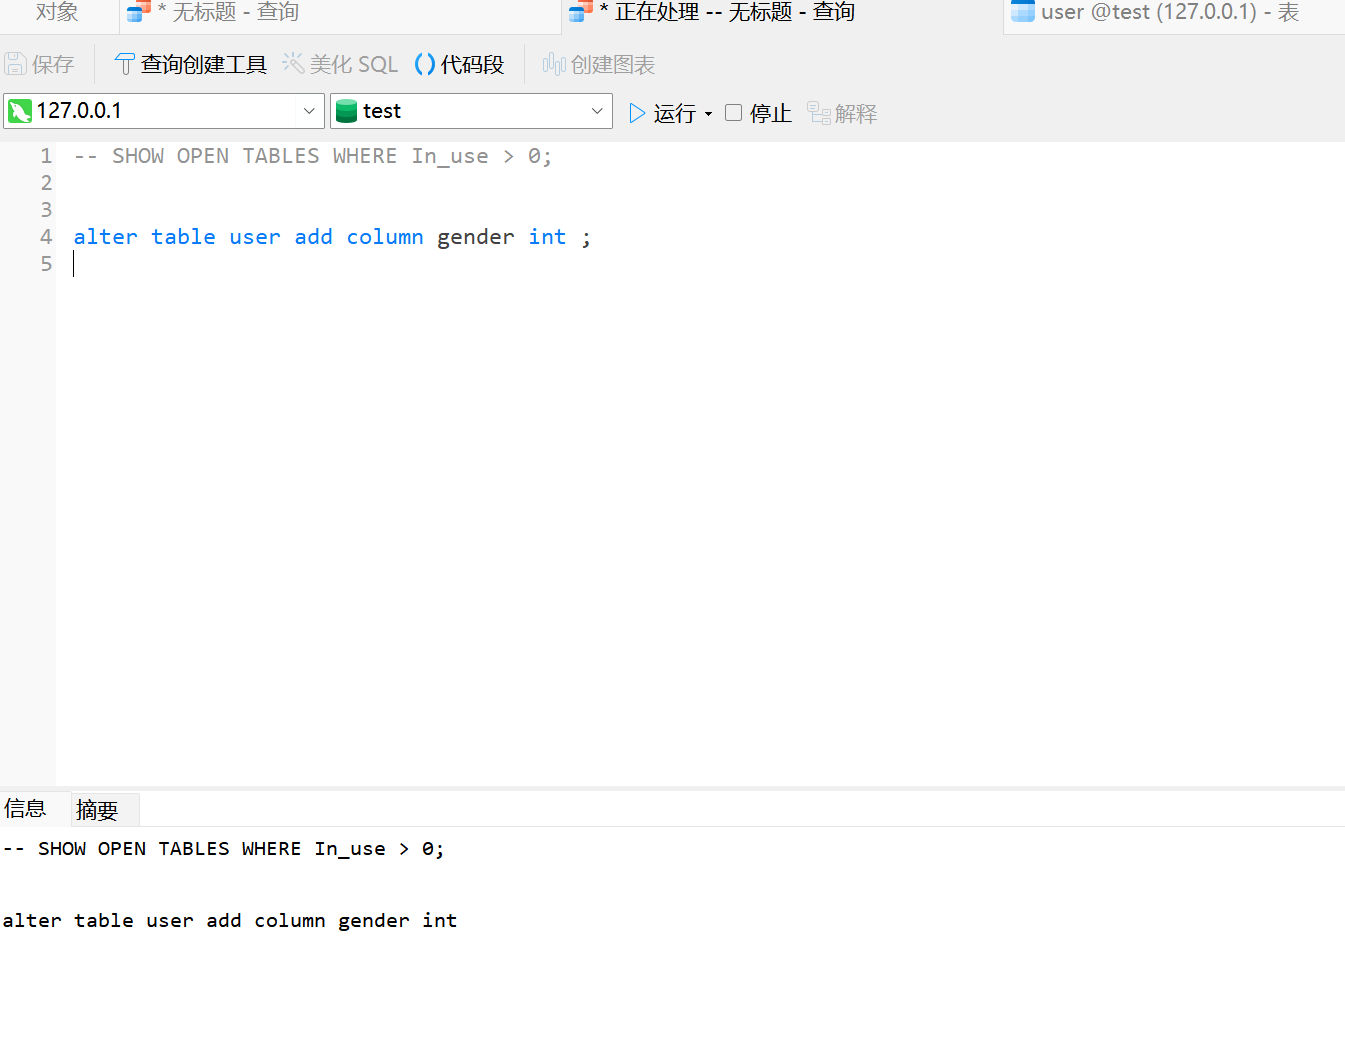 对象 * 无标题 - 查询 * 正在处理 -- 无标题 - 查询 user @test (127.0.0.1) - 表
保存 查询创建工具 美化 SQL 代码段 创建图表
127.0.0.1 test 运行 停止 解释
1 -- SHOW OPEN TABLES WHERE In_use > 0;
2
3
4 alter table user add column gender int ;
5
信息 摘要
-- SHOW OPEN TABLES WHERE In_use > 0;
alter table user add column gender int